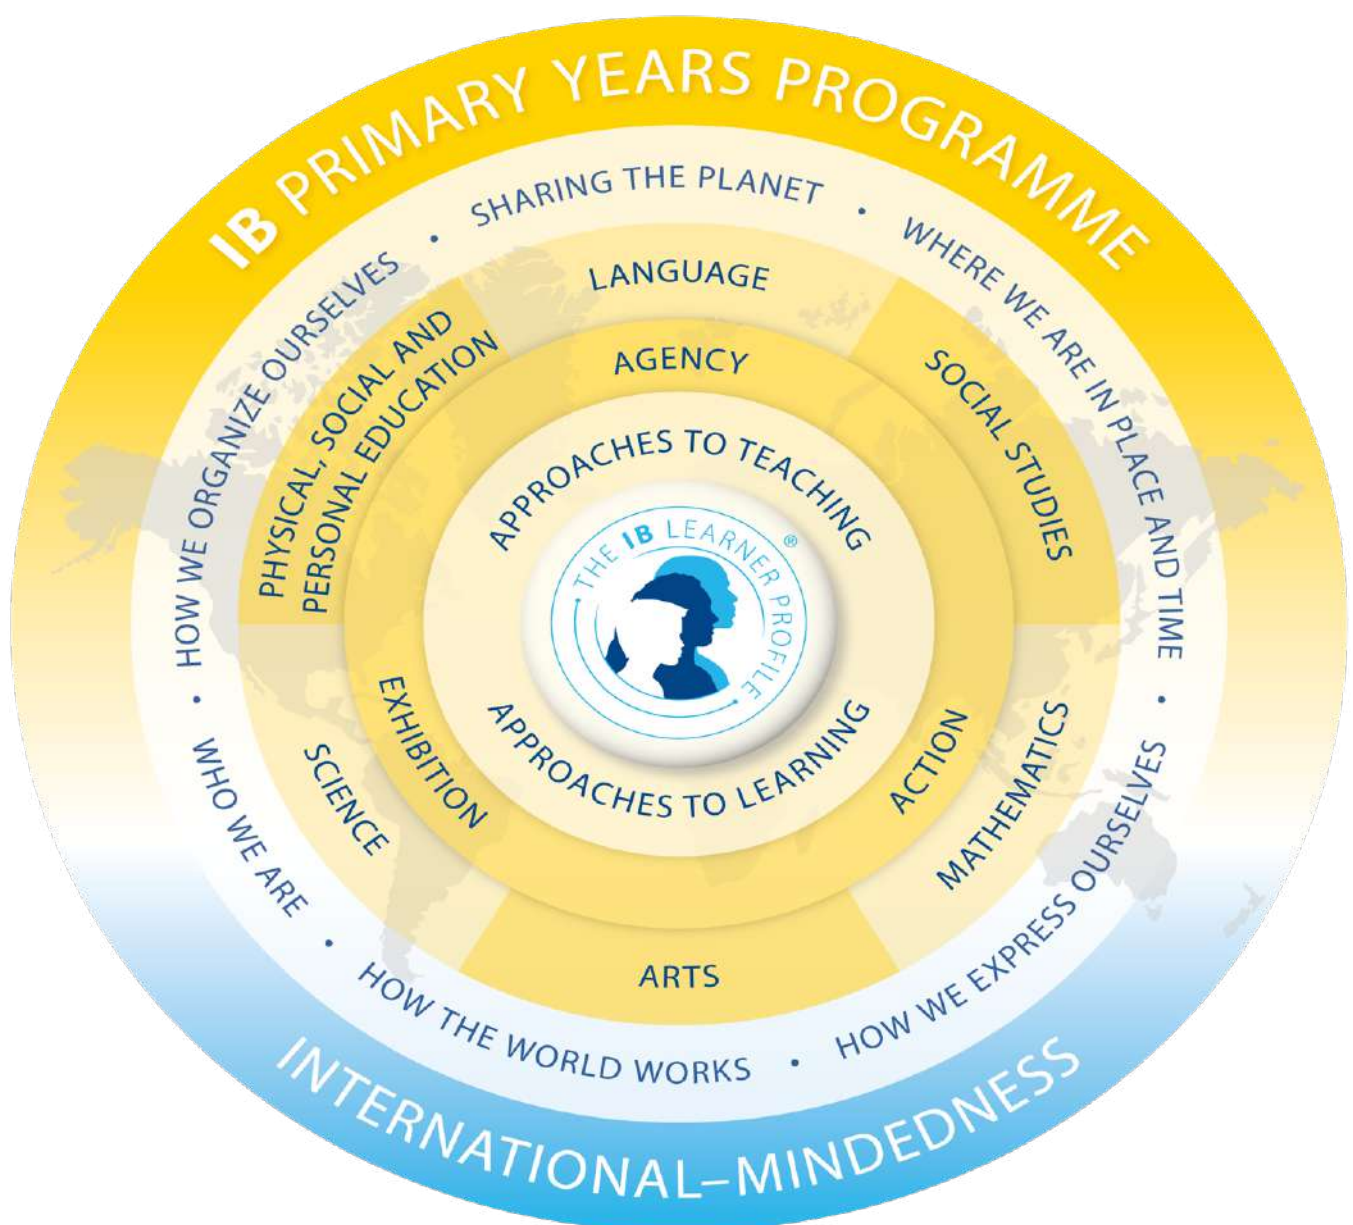 IB PRIMARY YEARS PROGRAMME
SHARING THE PLANET
•
WHERE WE ARE IN PLACE AND TIME
•
HOW WE EXPRESS OURSELVES
•
HOW THE WORLD WORKS
•
WHO WE ARE
•
HOW WE ORGANIZE OURSELVES
•
LANGUAGE
SOCIAL STUDIES
MATHEMATICS
ARTS
SCIENCE
PHYSICAL, SOCIAL AND
PERSONAL EDUCATION
AGENCY
ACTION
EXHIBITION
APPROACHES TO TEACHING
THE IB LEARNER PROFILE ®
APPROACHES TO LEARNING
INTERNATIONAL–MINDEDNESS